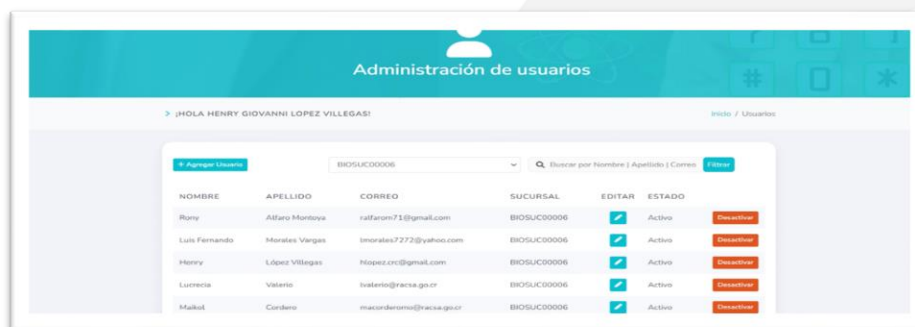 Administración de usuarios
> ¡HOLA HENRY GIOVANNI LOPEZ VILLEGAS! Inicio / Usuarios
+ Agregar Usuario BIOSUC00006 Buscar por Nombre | Apellido | Correo Filtrar
NOMBRE APELLIDO CORREO SUCURSAL EDITAR ESTADO
Rony Alfaro Montoya ralfarom71@gmail.com BIOSUC00006 Activo Desactivar
Luis Fernando Morales Vargas lmorales7272@yahoo.com BIOSUC00006 Activo Desactivar
Henry López Villegas hlopez.crc@gmail.com BIOSUC00006 Activo Desactivar
Lucrecia Valerio lvalerio@racsa.go.cr BIOSUC00006 Activo Desactivar
Maikol Cordero macorderomo@racsa.go.cr BIOSUC00006 Activo Desactivar